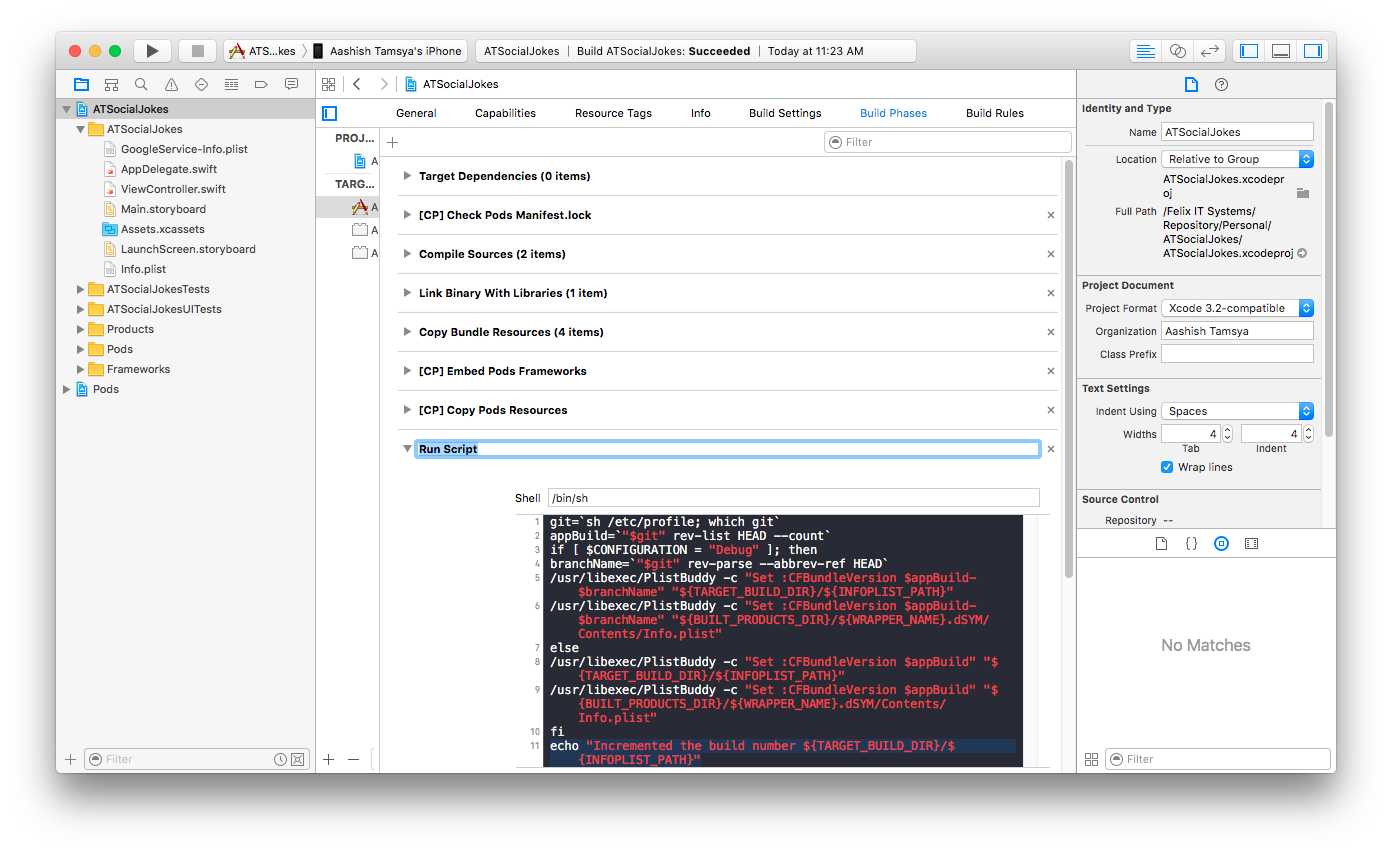 ATS...kes
Aashish Tamsya's iPhone
ATSocialJokes | Build ATSocialJokes: Succeeded | Today at 11:23 AM
ATSocialJokes
ATSocialJokes
GoogleService-Info.plist
AppDelegate.swift
ViewController.swift
Main.storyboard
Assets.xcassets
LaunchScreen.storyboard
Info.plist
ATSocialJokesTests
ATSocialJokesUITests
Products
Pods
Frameworks
Pods
Filter
ATSocialJokes
General Capabilities Resource Tags Info Build Settings Build Phases Build Rules
PROJ...
A
TARG...
A
A
A
Filter
Target Dependencies (0 items)
[CP] Check Pods Manifest.lock
Compile Sources (2 items)
Link Binary With Libraries (1 item)
Copy Bundle Resources (4 items)
[CP] Embed Pods Frameworks
[CP] Copy Pods Resources
Run Script
Shell /bin/sh
1 git=`sh /etc/profile; which git`
2 appBuild=`"$git" rev-list HEAD --count`
3 if [ $CONFIGURATION = "Debug" ]; then
4 branchName=`"$git" rev-parse --abbrev-ref HEAD`
5 /usr/libexec/PlistBuddy -c "Set :CFBundleVersion $appBuild-
$branchName" "${TARGET_BUILD_DIR}/${INFOPLIST_PATH}"
6 /usr/libexec/PlistBuddy -c "Set :CFBundleVersion $appBuild-
$branchName" "${BUILT_PRODUCTS_DIR}/${WRAPPER_NAME}.dSYM/
Contents/Info.plist"
7 else
8 /usr/libexec/PlistBuddy -c "Set :CFBundleVersion $appBuild" "$
{TARGET_BUILD_DIR}/${INFOPLIST_PATH}"
9 /usr/libexec/PlistBuddy -c "Set :CFBundleVersion $appBuild" "$
{BUILT_PRODUCTS_DIR}/${WRAPPER_NAME}.dSYM/Contents/
Info.plist"
10 fi
11 echo "Incremented the build number ${TARGET_BUILD_DIR}/$
{INFOPLIST_PATH}"
Identity and Type
Name ATSocialJokes
Location Relative to Group
ATSocialJokes.xcodepr
oj
Full Path /Felix IT Systems/
Repository/Personal/
ATSocialJokes/
ATSocialJokes.xcodeproj
Project Document
Project Format Xcode 3.2-compatible
Organization Aashish Tamsya
Class Prefix
Text Settings
Indent Using Spaces
Widths 4 4
Tab Indent
Wrap lines
Source Control
Repository --
No Matches
Filter